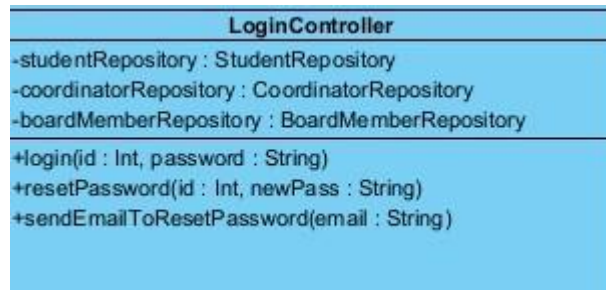 LoginController
-studentRepository : StudentRepository
-coordinatorRepository : CoordinatorRepository
-boardMemberRepository : BoardMemberRepository
+login(id : Int, password : String)
+resetPassword(id : Int, newPass : String)
+sendEmailToResetPassword(email : String)